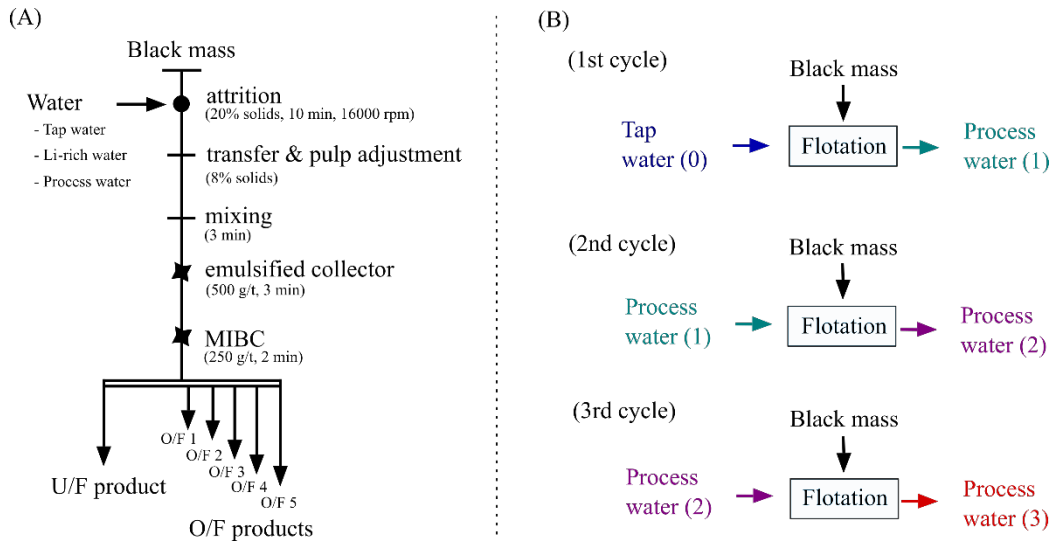 (A)
Black mass
Water
- Tap water
- Li-rich water
- Process water
attrition
(20% solids, 10 min, 16000 rpm)
transfer & pulp adjustment
(8% solids)
mixing
(3 min)
emulsified collector
(500 g/t, 3 min)
MIBC
(250 g/t, 2 min)
U/F product
O/F 1
O/F 2
O/F 3
O/F 4
O/F 5
O/F products
(B)
(1st cycle)
Black mass
Tap
water (0)
Flotation
Process
water (1)
(2nd cycle)
Black mass
Process
water (1)
Flotation
Process
water (2)
(3rd cycle)
Black mass
Process
water (2)
Flotation
Process
water (3)